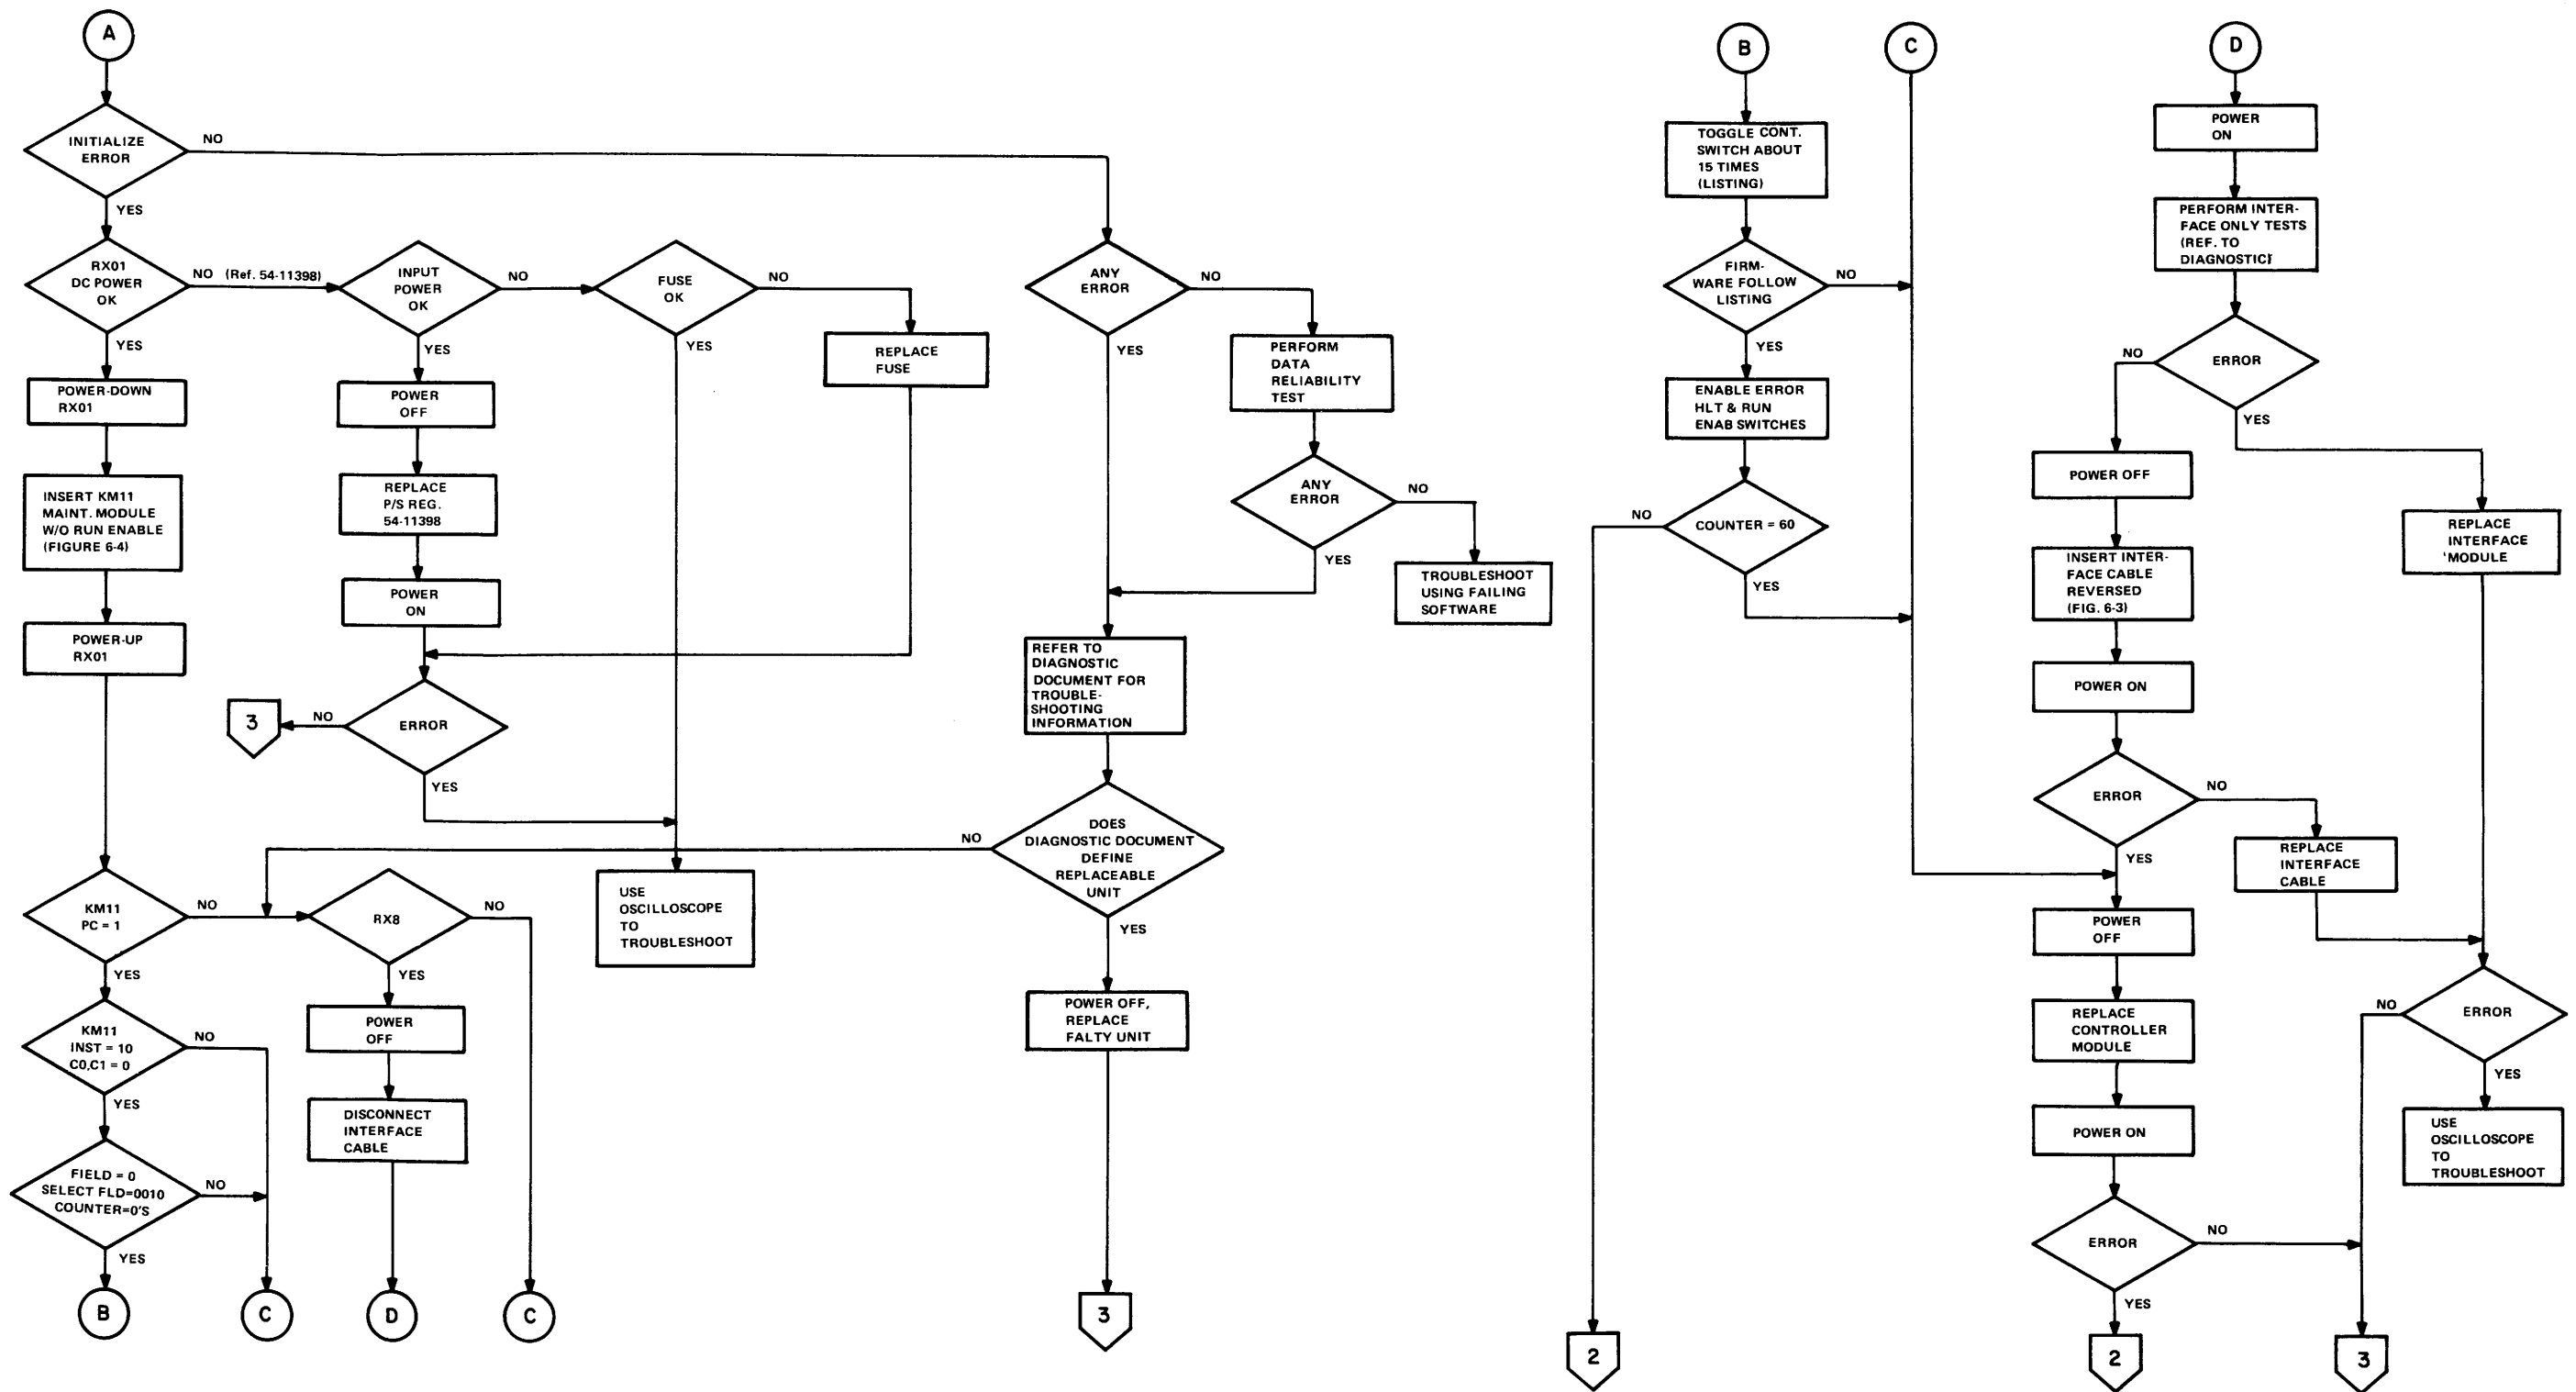 A
INITIALIZE
ERROR
NO
YES
RX01
DC POWER
OK
NO (Ref. 54-11398)
YES
INPUT
POWER
OK
NO
YES
FUSE
OK
NO
YES
REPLACE
FUSE
POWER-DOWN
RX01
INSERT KM11
MAINT. MODULE
W/O RUN ENABLE
(FIGURE 6-4)
POWER-UP
RX01
POWER
OFF
REPLACE
P/S REG.
54-11398
POWER
ON
ERROR
NO
3
YES
USE
OSCILLOSCOPE
TO
TROUBLESHOOT
ANY
ERROR
NO
YES
PERFORM
DATA
RELIABILITY
TEST
ANY
ERROR
NO
YES
TROUBLESHOOT
USING FAILING
SOFTWARE
REFER TO
DIAGNOSTIC
DOCUMENT FOR
TROUBLE-
SHOOTING
INFORMATION
DOES
DIAGNOSTIC DOCUMENT
DEFINE
REPLACEABLE
UNIT
NO
YES
POWER OFF,
REPLACE
FALTY UNIT
3
KM11
PC = 1
NO
YES
RX8
NO
YES
POWER
OFF
DISCONNECT
INTERFACE
CABLE
KM11
INST = 10
C0,C1 = 0
NO
YES
FIELD = 0
SELECT FLD=0010
COUNTER=0'S
NO
YES
B
C
D
C
B
TOGGLE CONT.
SWITCH ABOUT
15 TIMES
(LISTING)
FIRM-
WARE FOLLOW
LISTING
NO
YES
ENABLE ERROR
HLT & RUN
ENAB SWITCHES
COUNTER = 60
NO
YES
2
C
D
POWER
ON
PERFORM INTER-
FACE ONLY TESTS
(REF. TO
DIAGNOSTIC)
ERROR
NO
YES
POWER OFF
INSERT INTER-
FACE CABLE
REVERSED
(FIG. 6-3)
POWER ON
ERROR
NO
YES
REPLACE
INTERFACE
CABLE
REPLACE
INTERFACE
MODULE
POWER
OFF
REPLACE
CONTROLLER
MODULE
POWER ON
ERROR
NO
YES
2
ERROR
NO
YES
USE
OSCILLOSCOPE
TO
TROUBLESHOOT
3